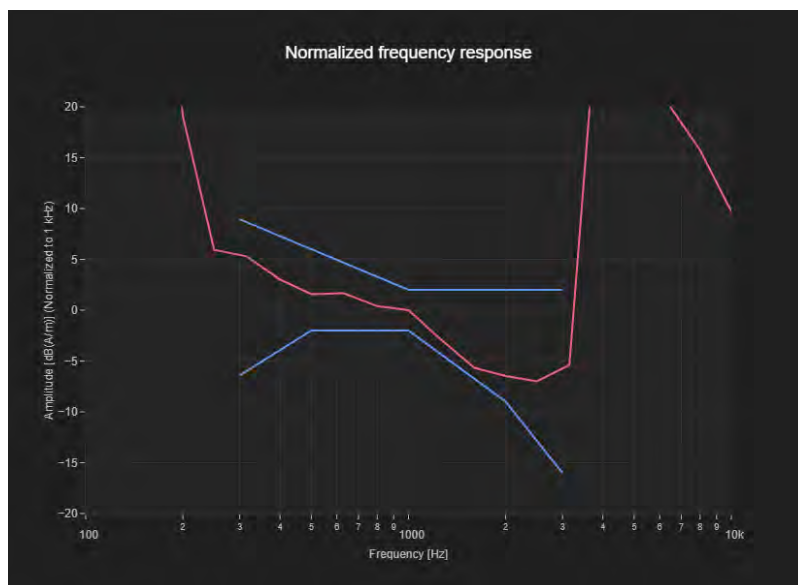 Normalized frequency response
Amplitude [dB(A/m)] (Normalized to 1 kHz)
20
15
10
5
0
−5
−10
−15
−20
100 2 3 4 5 6 7 8 9 1000 2 3 4 5 6 7 8 9 10k
Frequency [Hz]